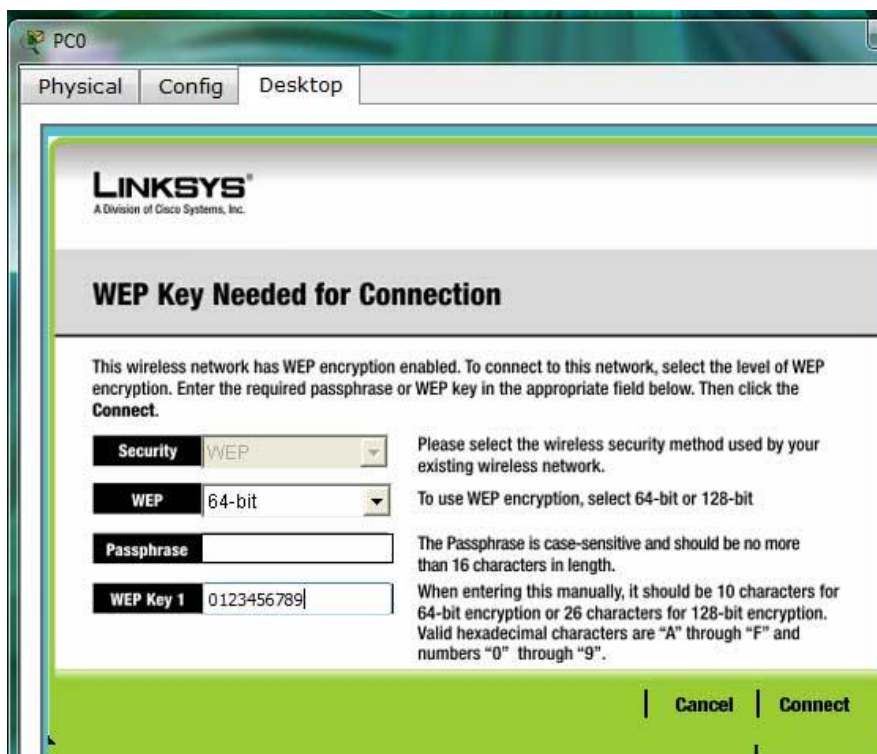 PC0
Physical Config Desktop
LINKSYS®
A Division of Cisco Systems, Inc.
WEP Key Needed for Connection
This wireless network has WEP encryption enabled. To connect to this network, select the level of WEP
encryption. Enter the required passphrase or WEP key in the appropriate field below. Then click the
Connect.
Security WEP
Please select the wireless security method used by your
existing wireless network.
WEP 64-bit
To use WEP encryption, select 64-bit or 128-bit
Passphrase
The Passphrase is case-sensitive and should be no more
than 16 characters in length.
WEP Key 1 0123456789
When entering this manually, it should be 10 characters for
64-bit encryption or 26 characters for 128-bit encryption.
Valid hexadecimal characters are “A” through “F” and
numbers “0” through “9”.
Cancel Connect